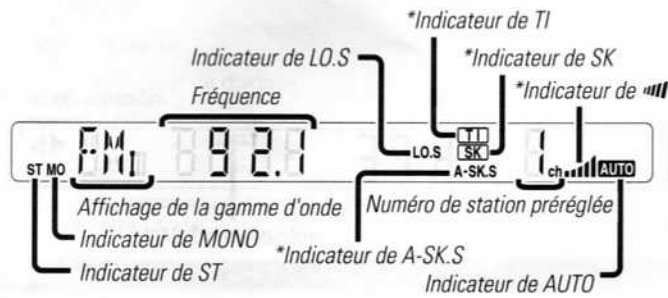 *Indicateur de TI
Indicateur de LO.S
*Indicateur de SK
Fréquence
*Indicateur de
TI
FM1 92.1 LO.S SK 1
ST MO A-SK.S ch AUTO
Affichage de la gamme d'onde
Numéro de station préréglée
Indicateur de MONO
*Indicateur de A-SK.S
Indicateur de ST
Indicateur de AUTO